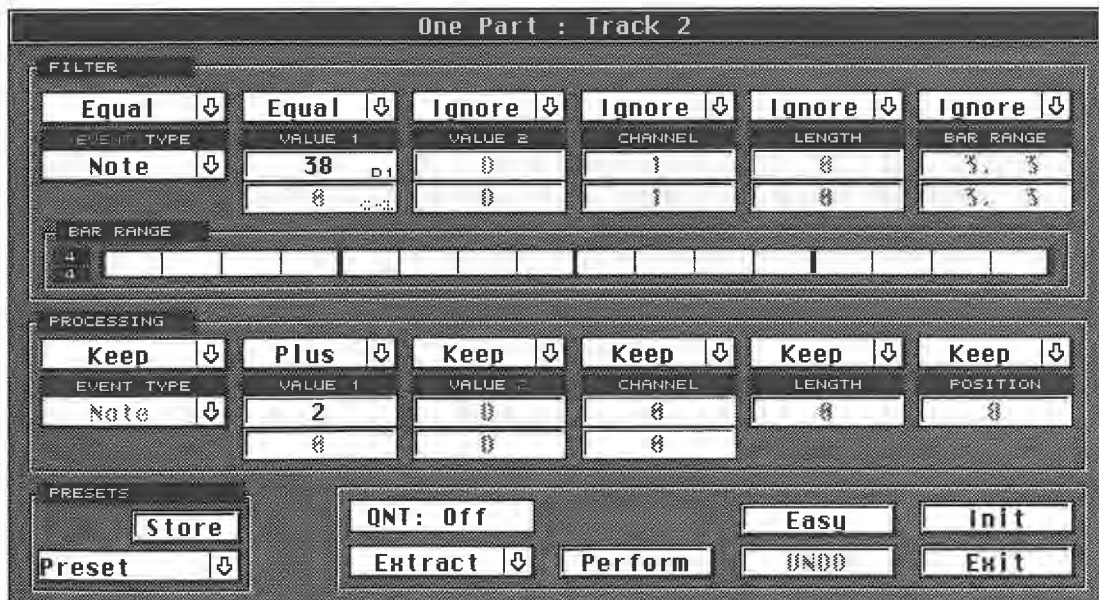 One Part : Track 2
FILTER
Equal Equal Ignore Ignore Ignore Ignore
EVENT TYPE VALUE 1 VALUE 2 CHANNEL LENGTH BAR RANGE
Note 38 D1 0 1 0 3. 3
0 C-2 0 1 0 3. 3
BAR RANGE
4
4
PROCESSING
Keep Plus Keep Keep Keep Keep
EVENT TYPE VALUE 1 VALUE 2 CHANNEL LENGTH POSITION
Note 2 0 0 0 0
0 0 0
PRESETS
Store QNT: Off Easy Init
Preset Extract Perform UNDO Exit